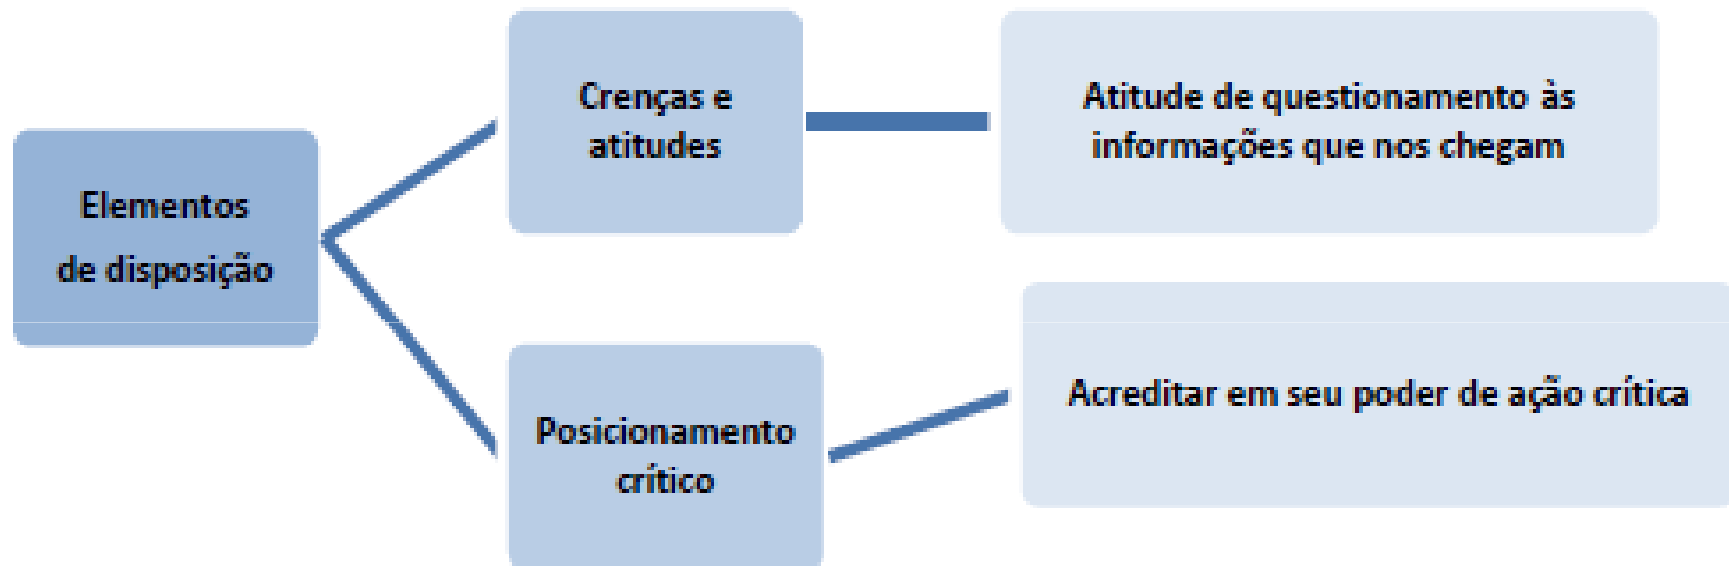 Elementos
de disposição
Crenças e
atitudes
Atitude de questionamento às
informações que nos chegam
Posicionamento
crítico
Acreditar em seu poder de ação crítica